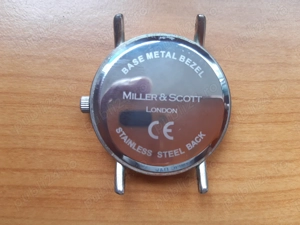 BASE METAL BEZEL
MILLER & SCOTT
LONDON
CE
STAINLESS STEEL BACK